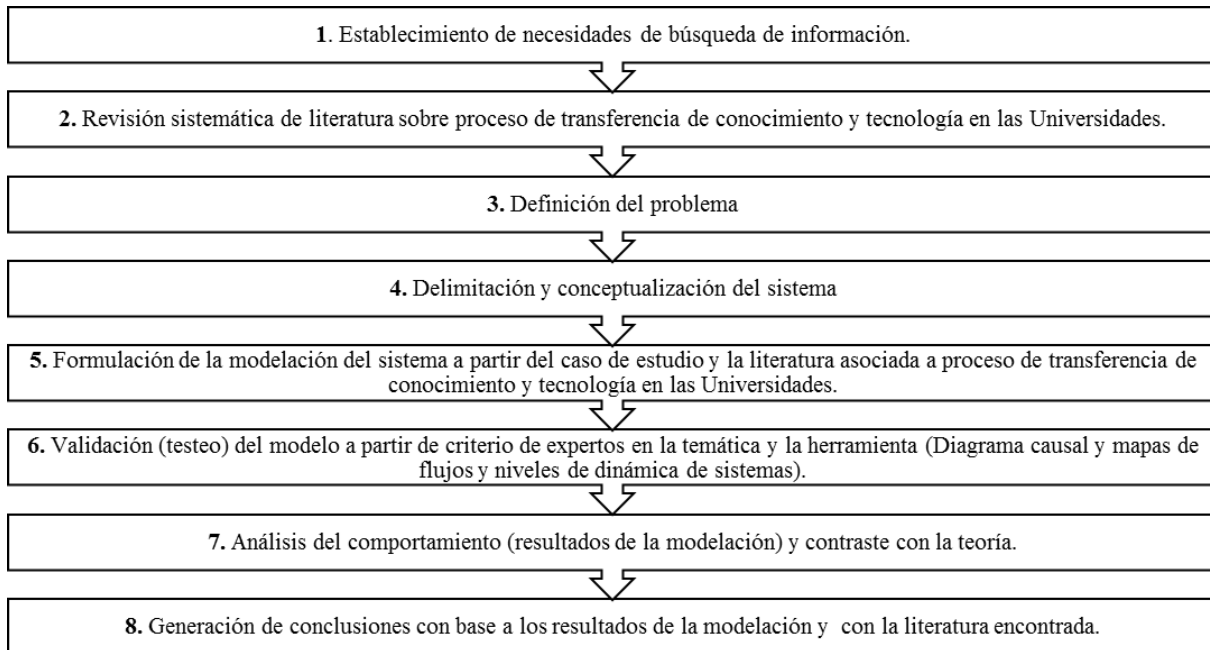 1. Establecimiento de necesidades de búsqueda de información.
2. Revisión sistemática de literatura sobre proceso de transferencia de conocimiento y tecnología en las Universidades.
3. Definición del problema
4. Delimitación y conceptualización del sistema
5. Formulación de la modelación del sistema a partir del caso de estudio y la literatura asociada a proceso de transferencia de
conocimiento y tecnología en las Universidades.
6. Validación (testeo) del modelo a partir de criterio de expertos en la temática y la herramienta (Diagrama causal y mapas de
flujos y niveles de dinámica de sistemas).
7. Análisis del comportamiento (resultados de la modelación) y contraste con la teoría.
8. Generación de conclusiones con base a los resultados de la modelación y con la literatura encontrada.